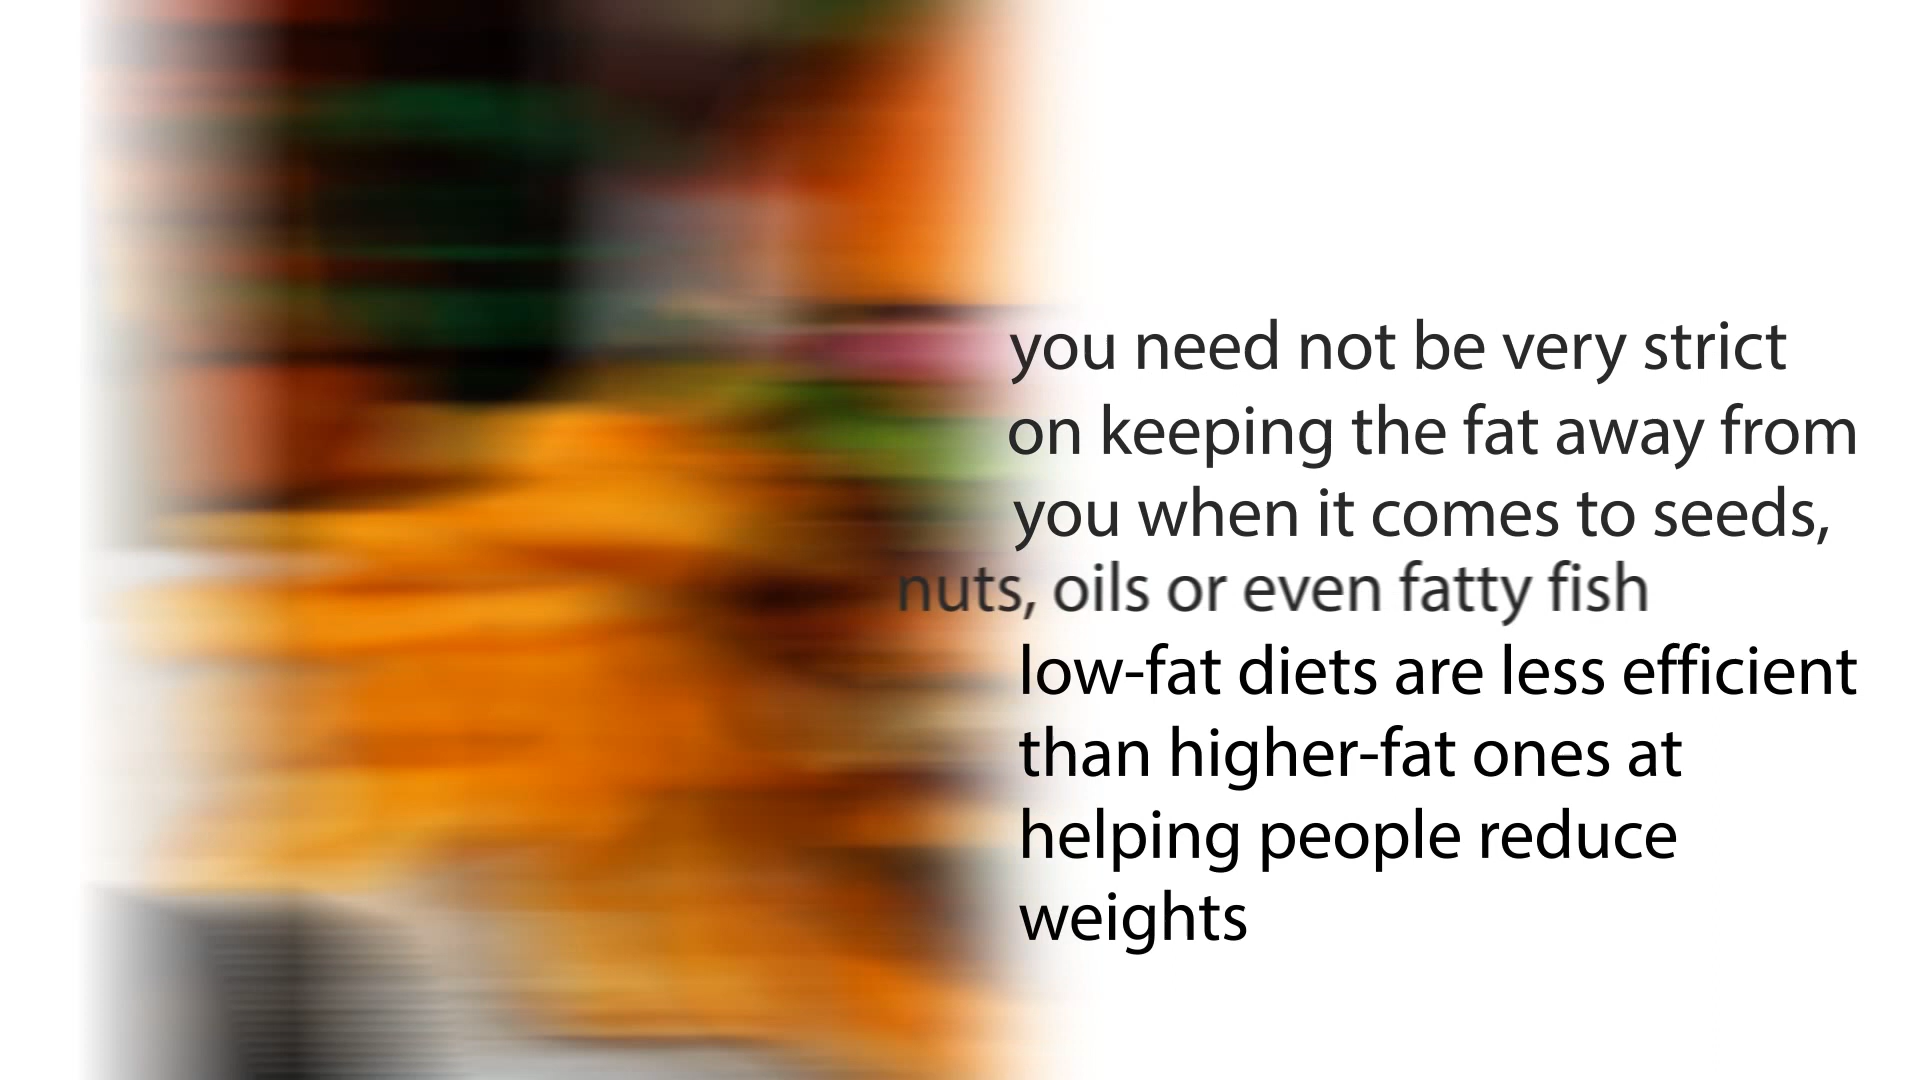 you need not be very strict
on keeping the fat away from
you when it comes to seeds,
nuts, oils or even fatty fish
low-fat diets are less efficient
than higher-fat ones at
helping people reduce
weights